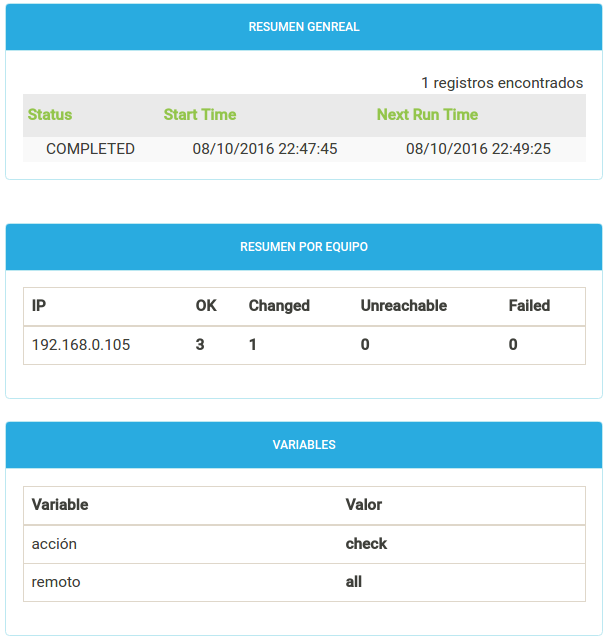 RESUMEN GENREAL
1 registros encontrados
Status Start Time Next Run Time
COMPLETED 08/10/2016 22:47:45 08/10/2016 22:49:25
RESUMEN POR EQUIPO
IP OK Changed Unreachable Failed
192.168.0.105 3 1 0 0
VARIABLES
Variable Valor
acción check
remoto all